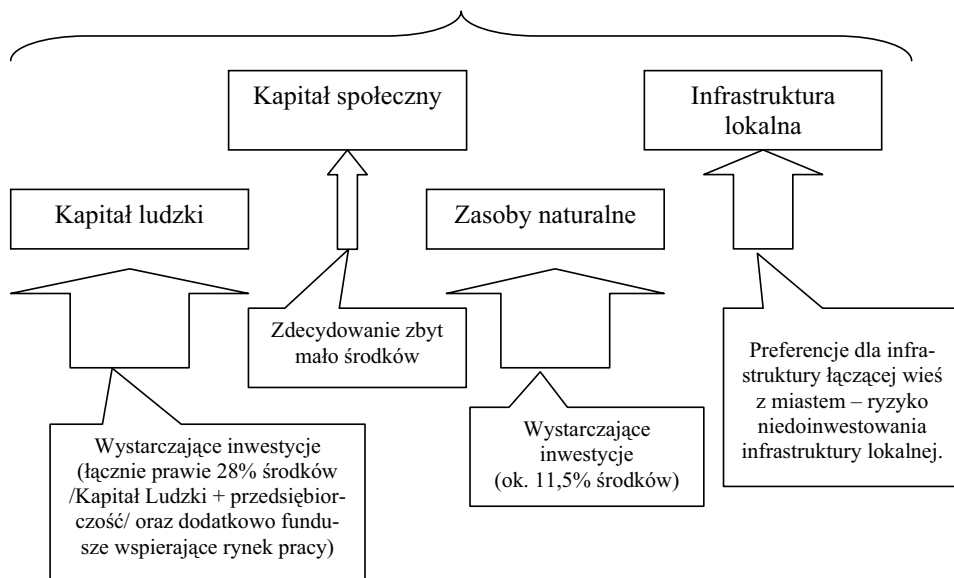 Kapitał społeczny
Infrastruktura
lokalna
Kapitał ludzki
Zasoby naturalne
Zdecydowanie zbyt
mało środków
Preferencje dla infra-
struktury łączącej wieś
z miastem – ryzyko
niedoinwestowania
infrastruktury lokalnej.
Wystarczające inwestycje
(łącznie prawie 28% środków
/Kapitał Ludzki + przedsiębior-
czość/ oraz dodatkowo fundu-
sze wspierające rynek pracy)
Wystarczające
inwestycje
(ok. 11,5% środków)